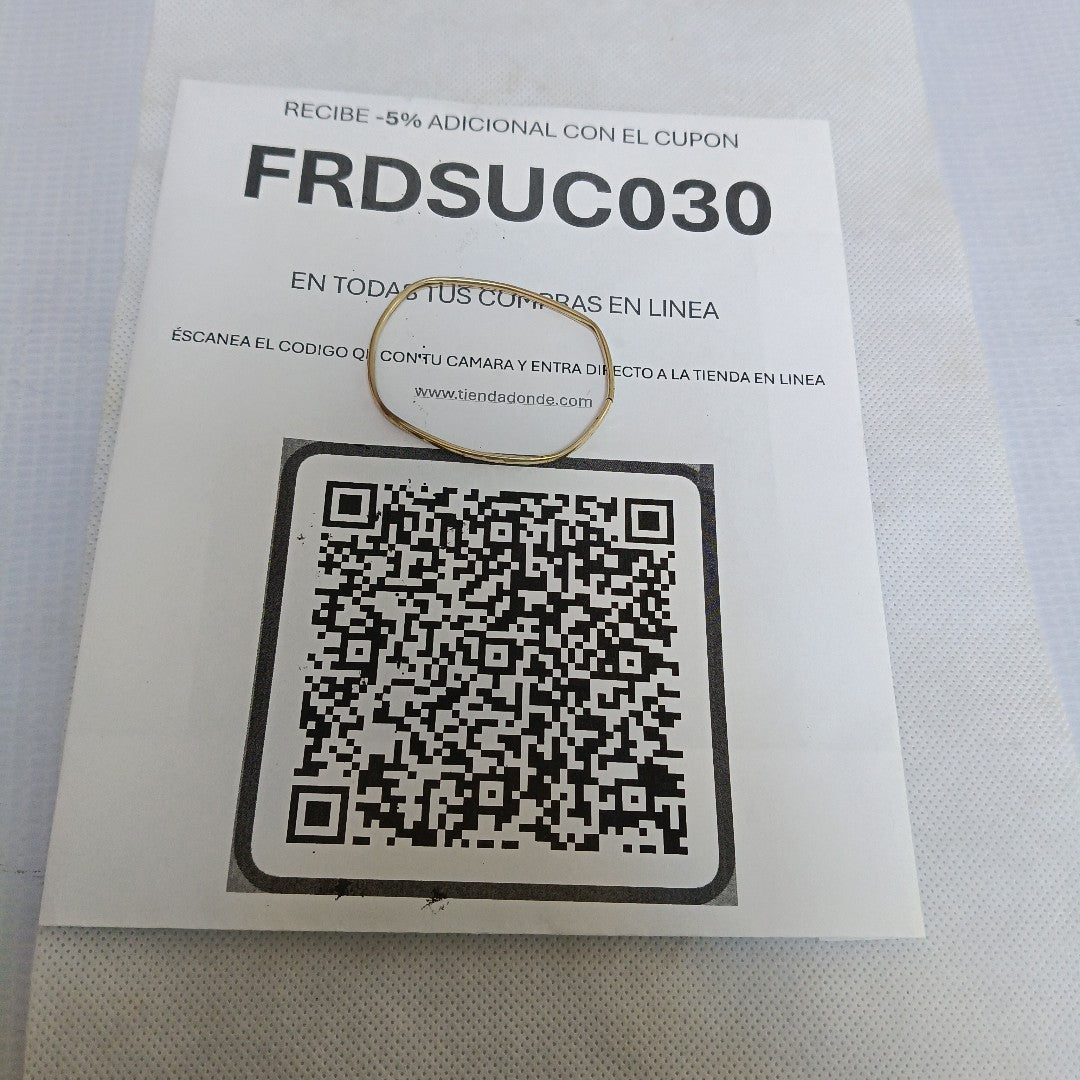 RECIBE -5% ADICIONAL CON EL CUPON
FRDSUC030
EN TODAS TUS COMPRAS EN LINEA
ÉSCANEA EL CODIGO QR CON TU CAMARA Y ENTRA DIRECTO A LA TIENDA EN LINEA
www.tiendadonde.com